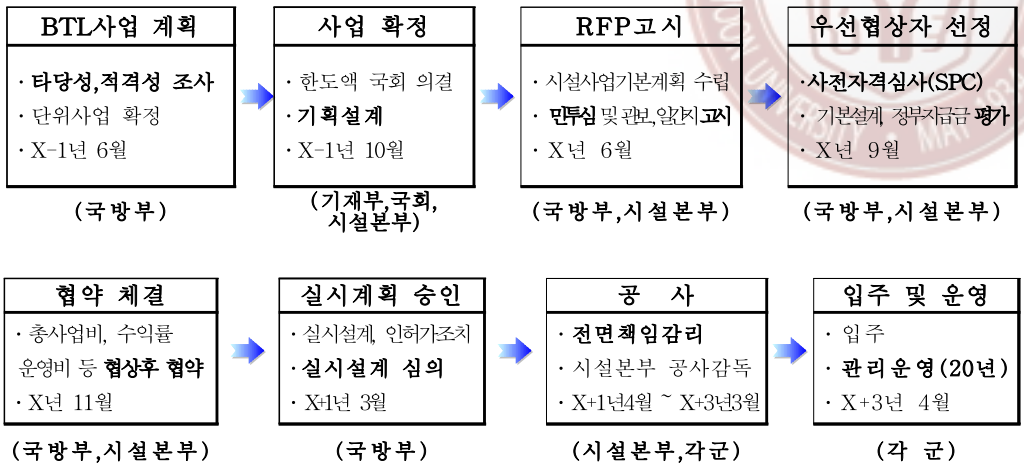 BTL사업 계획
· 타당성,적격성 조사
· 단위사업 확정
· X-1년 6월
(국방부)
사업 확정
· 한도액 국회 의결
· 기획설계
· X-1년 10월
(기재부,국회,
시설본부)
RFP고시
· 시설사업기본계획 수립
· 민투심 및 관보,일간지 고시
· X년 6월
(국방부,시설본부)
우선협상자 선정
· 사전자격심사(SPC)
· 기본설계, 정부지급금 평가
· X년 9월
(국방부,시설본부)
협약 체결
· 총사업비, 수익률
운영비 등 협상후 협약
· X년 11월
(국방부,시설본부)
실시계획 승인
· 실시설계, 인허가조치
· 실시설계 심의
· X+1년 3월
(국방부)
공 사
· 전면책임감리
· 시설본부 공사감독
· X+1년4월 ~ X+3년3월
(시설본부,각군)
입주 및 운영
· 입주
· 관리운영(20년)
· X+3년 4월
(각 군)